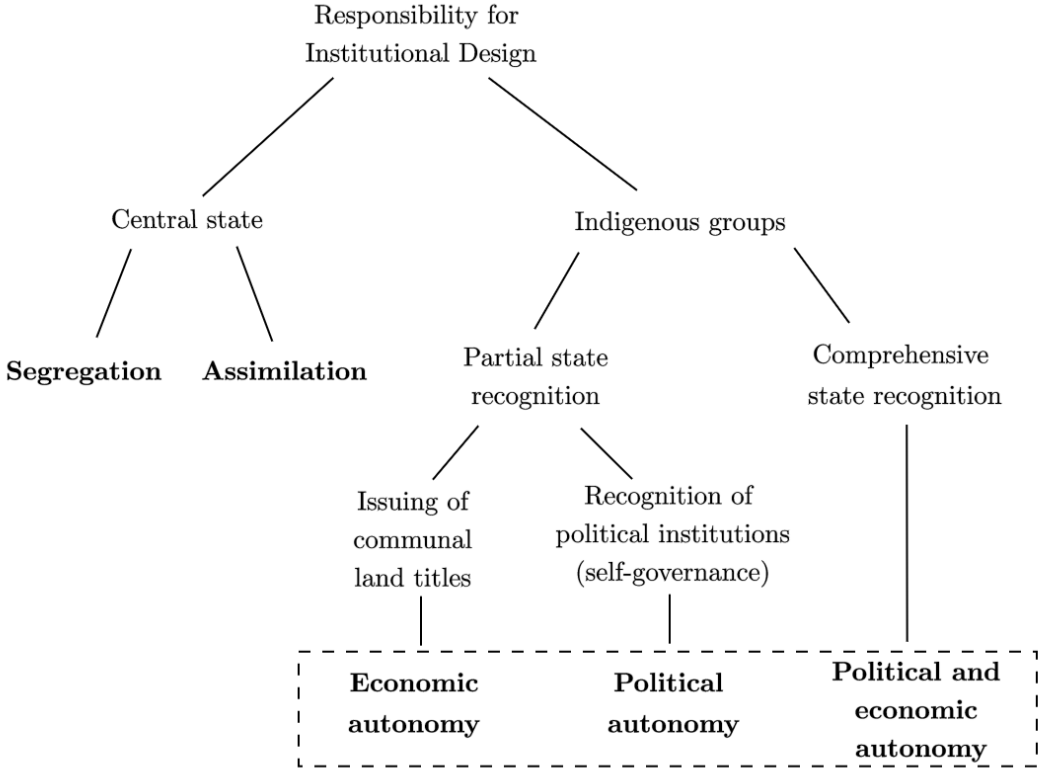 Responsibility for
Institutional Design
Central state
Indigenous groups
Segregation
Assimilation
Partial state
recognition
Comprehensive
state recognition
Issuing of
communal
land titles
Recognition of
political institutions
(self-governance)
Economic
autonomy
Political
autonomy
Political and
economic
autonomy